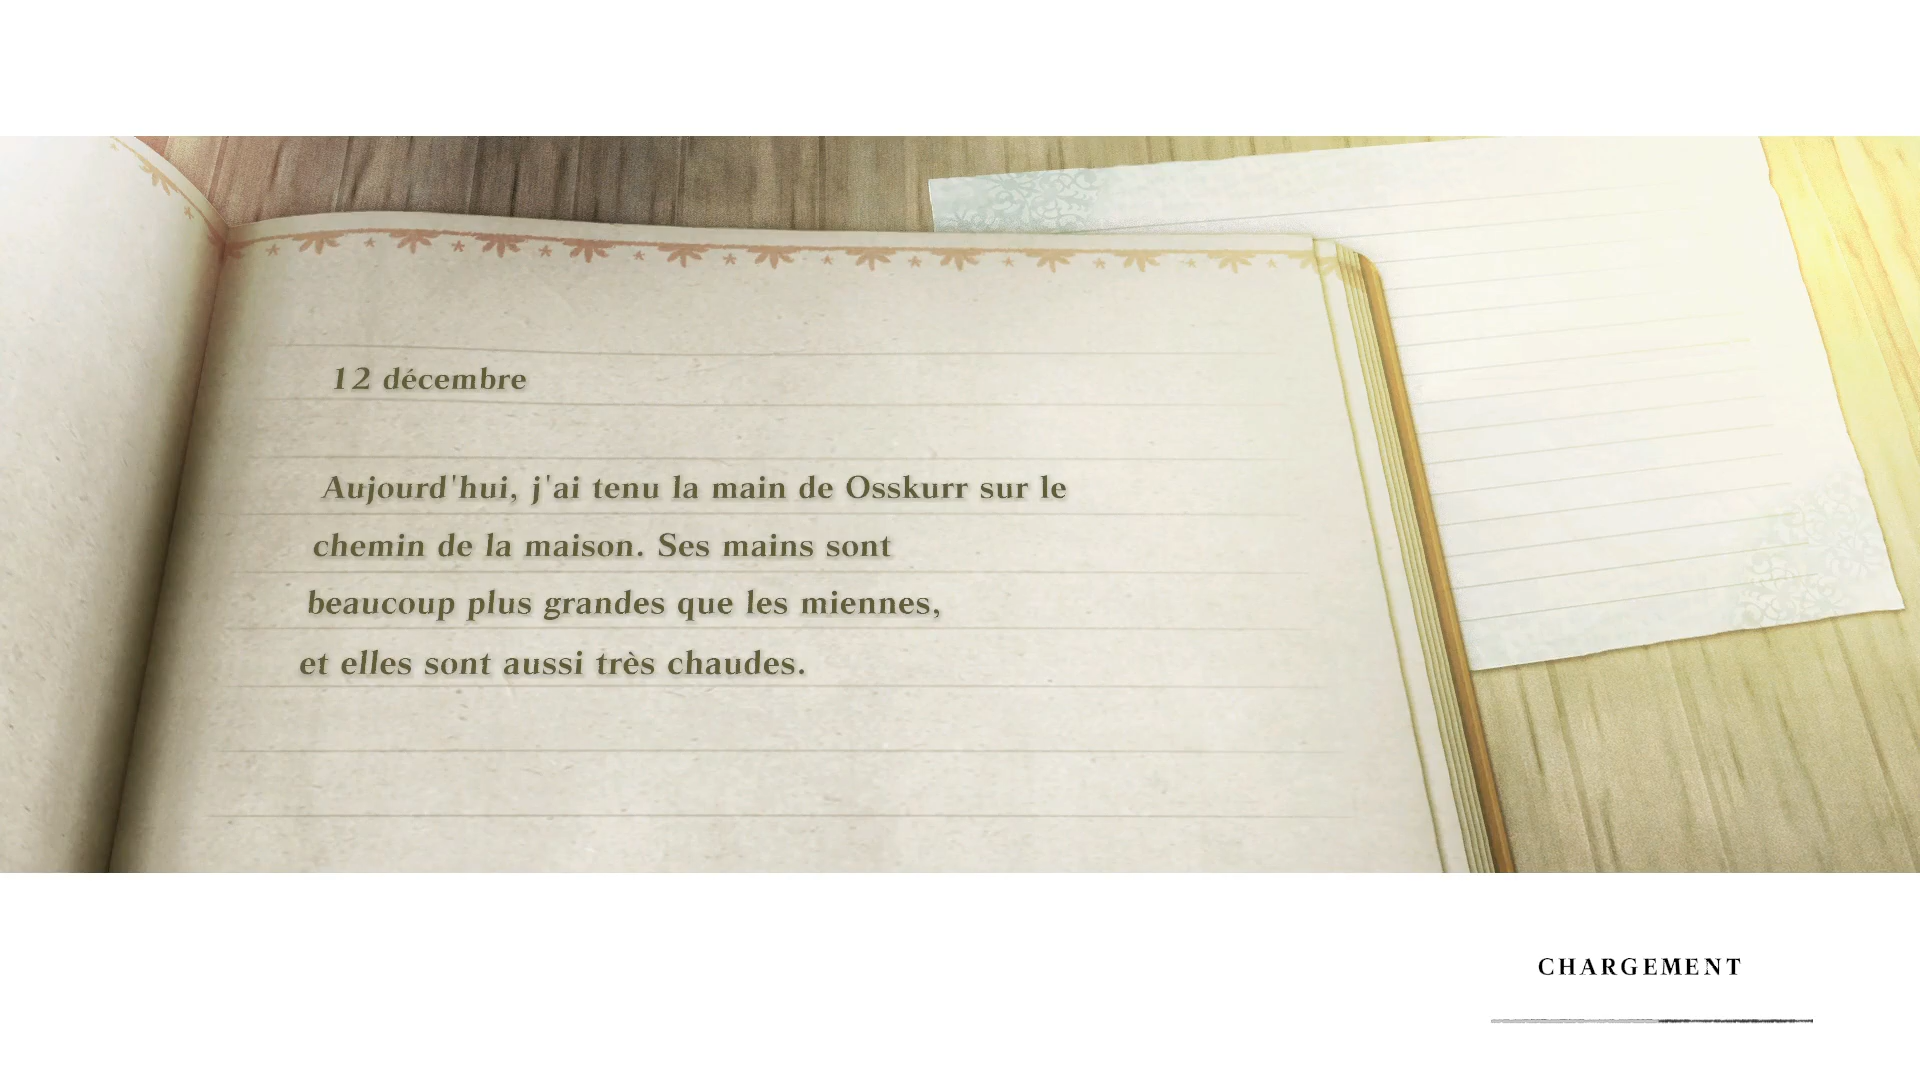 12 décembre
Aujourd'hui, j'ai tenu la main de Osskurr sur le
chemin de la maison. Ses mains sont
beaucoup plus grandes que les miennes,
et elles sont aussi très chaudes.
CHARGEMENT